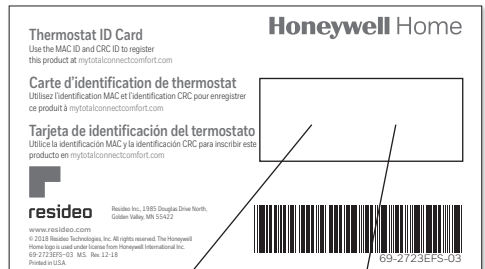 Honeywell Home
Thermostat ID Card
Use the MAC ID and CRC ID to register
this product at mytotalconnectcomfort.com
Carte d'identification de thermostat
Utilisez l'identification MAC et l'identification CRC pour enregistrer
ce produit à mytotalconnectcomfort.com
Tarjeta de identificación del termostato
Utilice la identificación MAC y la identificación CRC para inscribir este
producto en mytotalconnectcomfort.com
resideo
Resideo Inc., 1985 Douglas Drive North,
Golden Valley, MN 55422
www.resideo.com
© 2018 Resideo Technologies, Inc. All rights reserved. The Honeywell
Home logo is used under license from Honeywell International Inc.
69-2723EFS-03 M.S. Rev. 12-18
Printed in U.S.A.
69-2723EFS-03